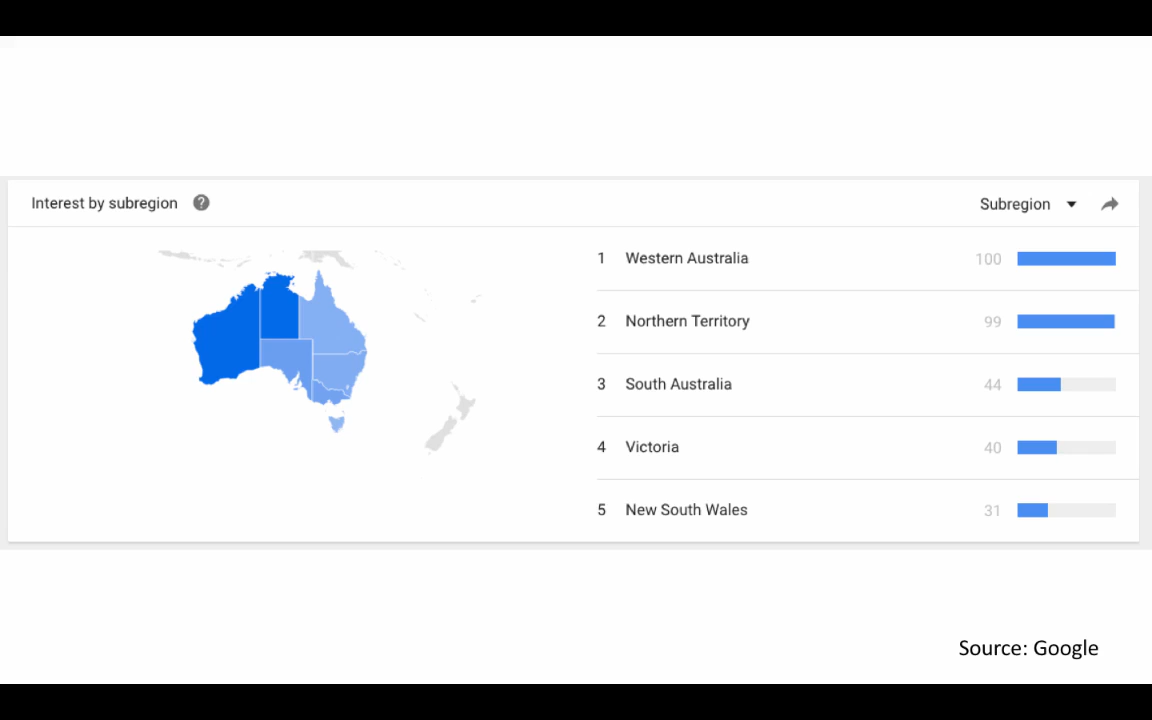 Interest by subregion ?
Subregion
1 Western Australia 100
2 Northern Territory 99
3 South Australia 44
4 Victoria 40
5 New South Wales 31
Source: Google